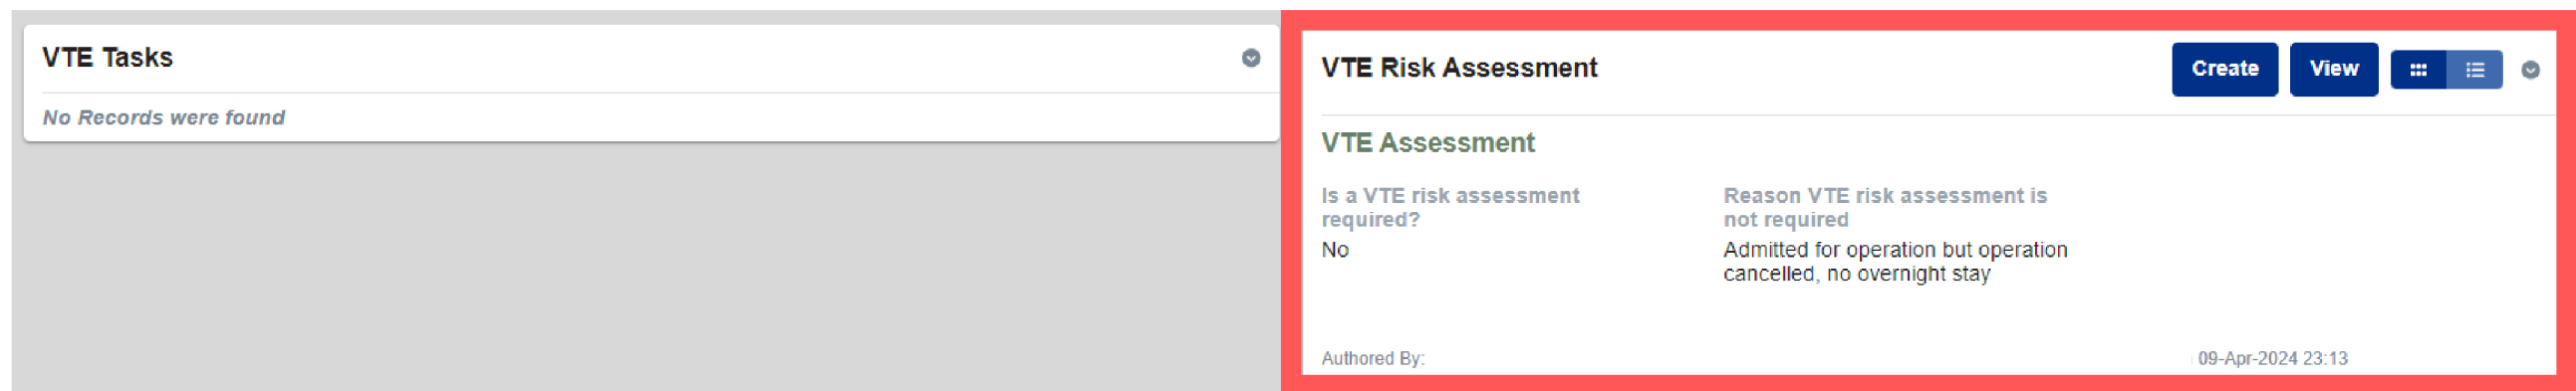 VTE Tasks
No Records were found
VTE Risk Assessment
Create
View
VTE Assessment
Is a VTE risk assessment
required?
No
Reason VTE risk assessment is
not required
Admitted for operation but operation
cancelled, no overnight stay
Authored By:
09-Apr-2024 23:13